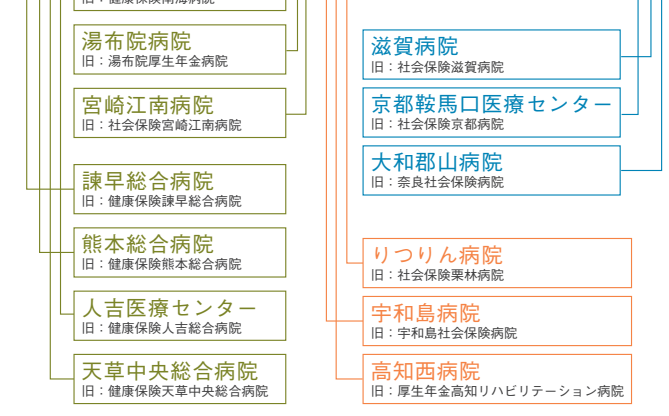 旧：健康保険南海病院
湯布院病院
旧：湯布院厚生年金病院
宮崎江南病院
旧：社会保険宮崎江南病院
諫早総合病院
旧：健康保険諫早総合病院
熊本総合病院
旧：健康保険熊本総合病院
人吉医療センター
旧：健康保険人吉総合病院
天草中央総合病院
旧：健康保険天草中央総合病院
滋賀病院
旧：社会保険滋賀病院
京都鞍馬口医療センター
旧：社会保険京都病院
大和郡山病院
旧：奈良社会保険病院
りつりん病院
旧：社会保険栗林病院
宇和島病院
旧：宇和島社会保険病院
高知西病院
旧：厚生年金高知リハビリテーション病院